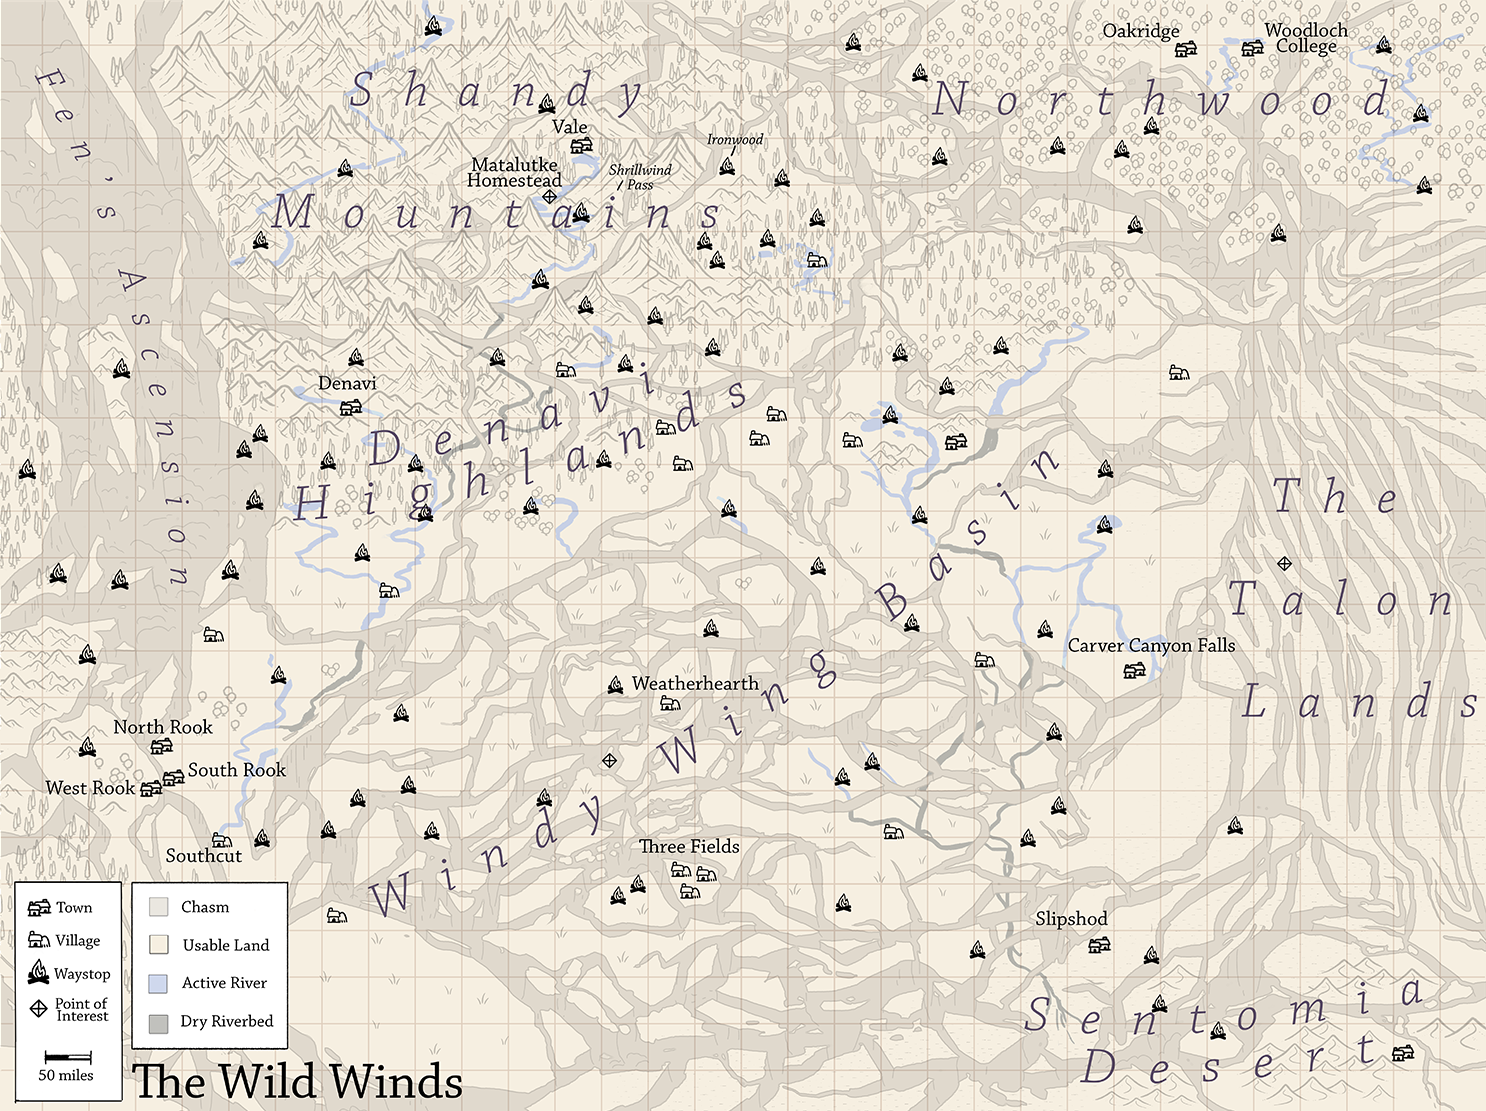 Oakridge
Woodloch
College
Fen's Ascension
Shandy
Northwood
Vale
Ironwood
Matalutke
Homestead
Shrillwind
Pass
Mountains
Denavi
Denavi
Highlands
The
Talon
Lands
Windy Wing Basin
Carver Canyon Falls
Weatherhearth
North Rook
South Rook
West Rook
Three Fields
Southcut
Slipshod
Sentomia
Desert
Town
Village
Waystop
Point of
Interest
50 miles
Chasm
Usable Land
Active River
Dry Riverbed
The Wild Winds